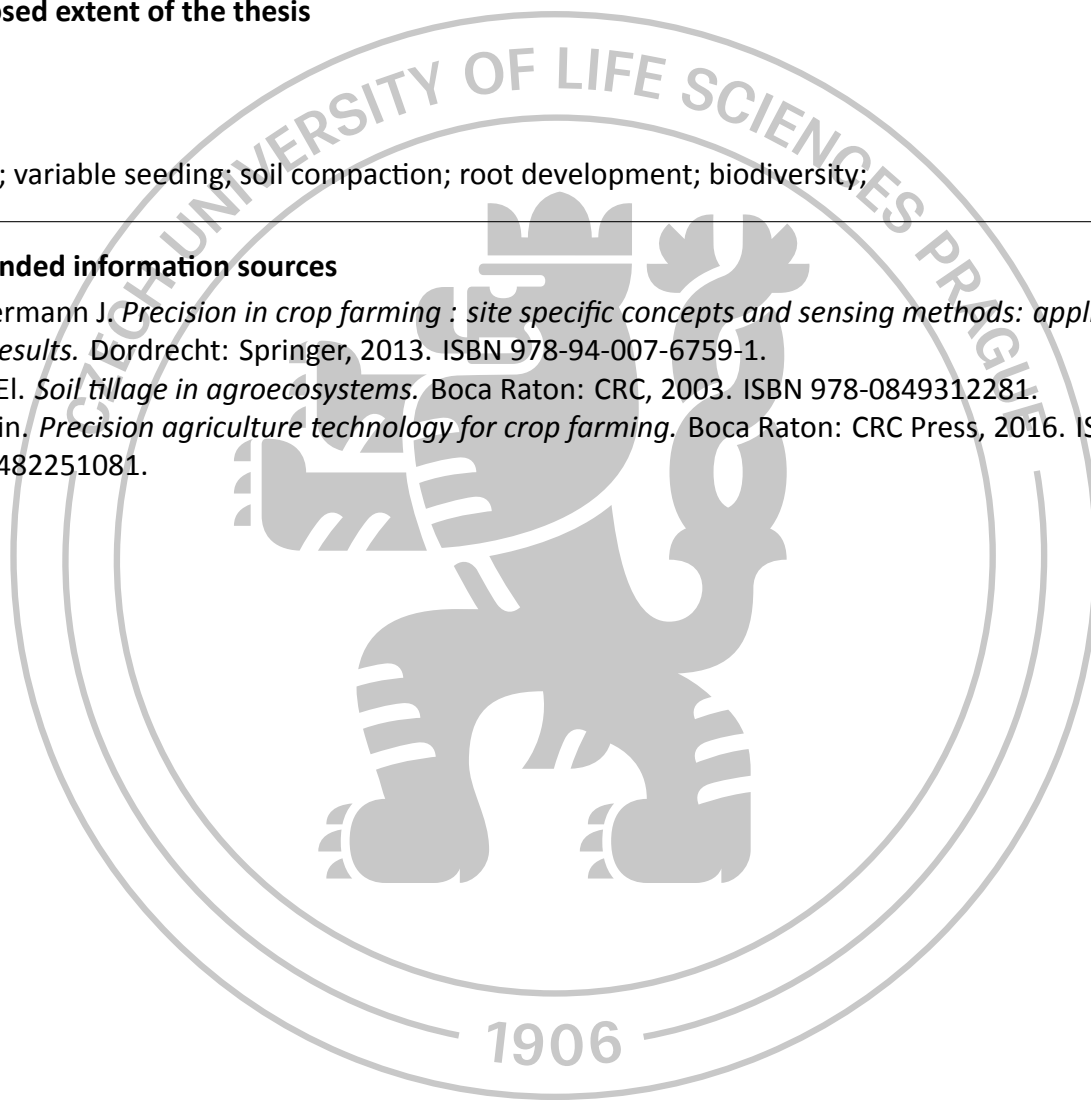 osed extent of the thesis
CZECH UNIVERSITY OF LIFE SCIENCES PRAGUE
; variable seeding; soil compaction; root development; biodiversity;
nded information sources
ermann J. Precision in crop farming : site specific concepts and sensing methods: appli
esults. Dordrecht: Springer, 2013. ISBN 978-94-007-6759-1.
El. Soil tillage in agroecosystems. Boca Raton: CRC, 2003. ISBN 978-0849312281.
in. Precision agriculture technology for crop farming. Boca Raton: CRC Press, 2016. IS
482251081.
1906